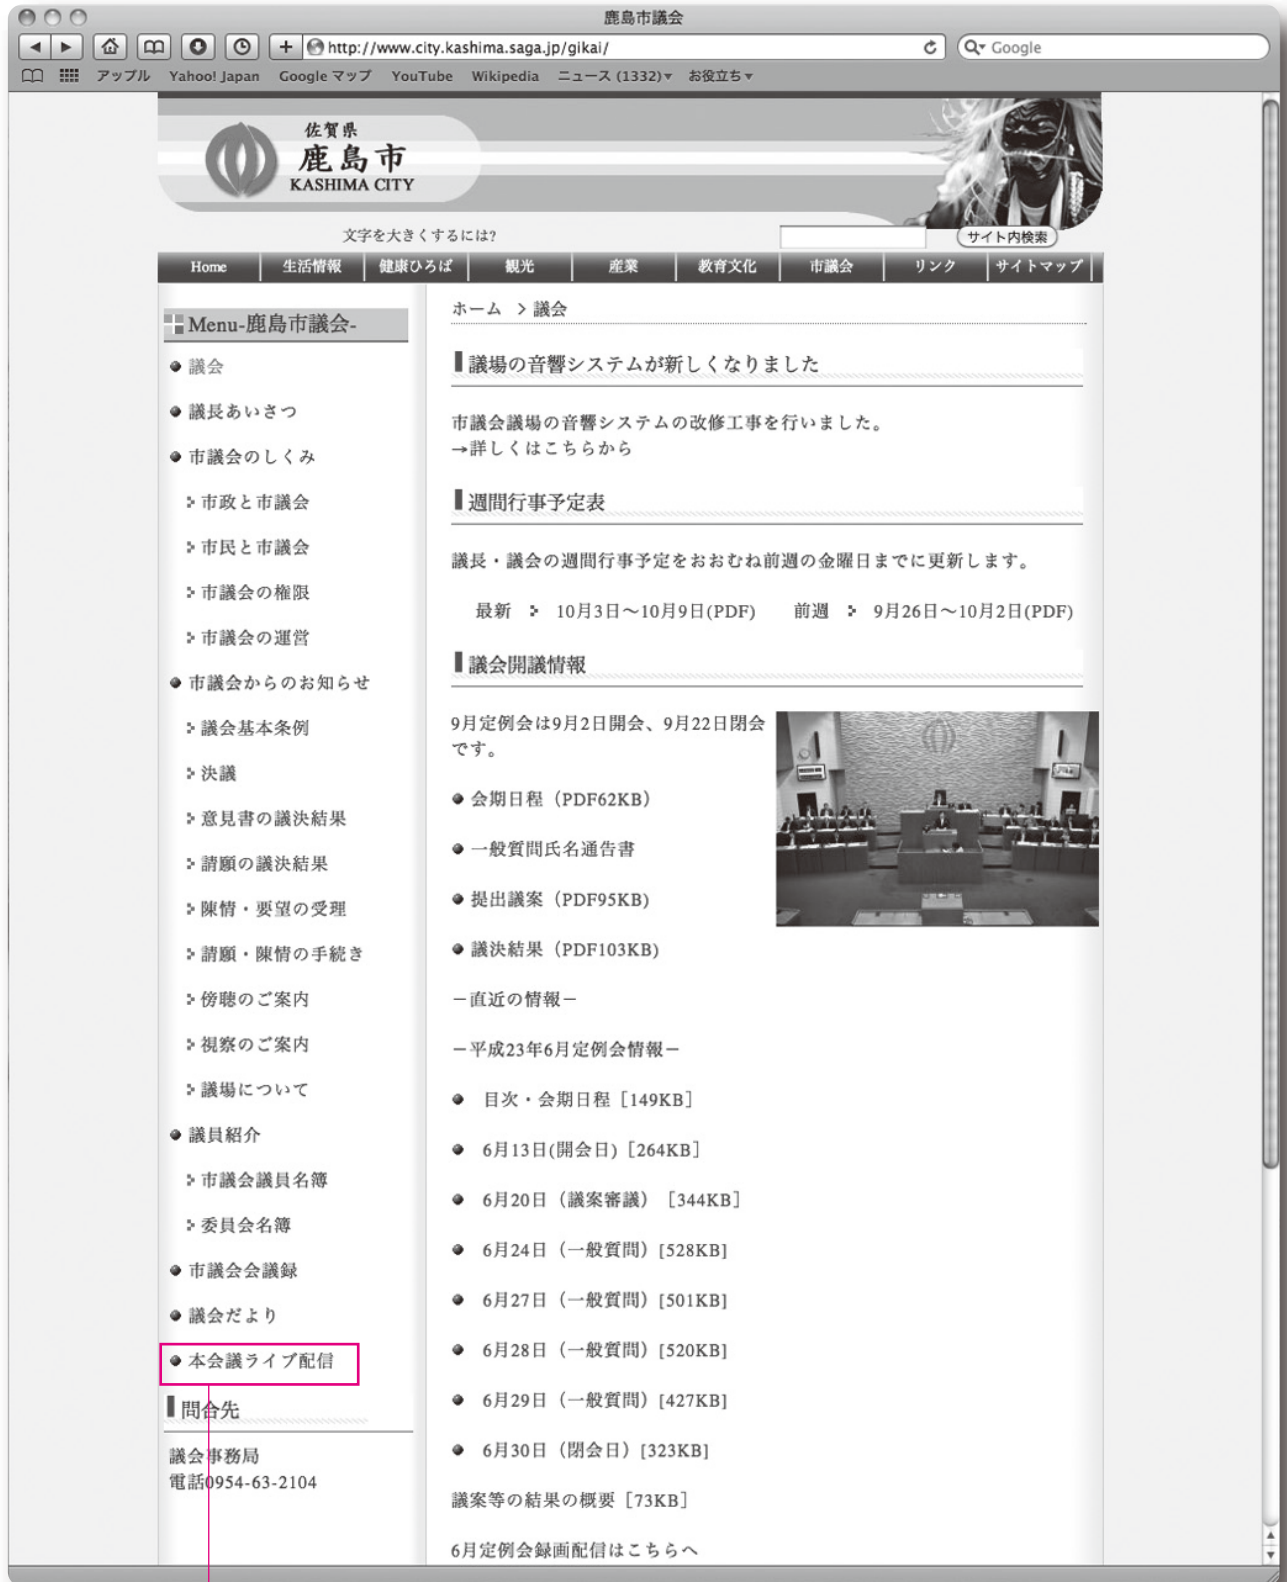 鹿島市議会
http://www.city.kashima.saga.jp/gikai/
Google
アップル Yahoo! Japan Google マップ YouTube Wikipedia ニュース (1332)▾ お役立ち▾
佐賀県
鹿島市
KASHIMA CITY
文字を大きくするには?
サイト内検索
Home 生活情報 健康ひろば 観光 産業 教育文化 市議会 リンク サイトマップ
Menu-鹿島市議会-
議会
議長あいさつ
市議会のしくみ
市政と市議会
市民と市議会
市議会の権限
市議会の運営
市議会からのお知らせ
議会基本条例
決議
意見書の議決結果
請願の議決結果
陳情・要望の受理
請願・陳情の手続き
傍聴のご案内
視察のご案内
議場について
議員紹介
市議会議員名簿
委員会名簿
市議会会議録
議会だより
本会議ライブ配信
問合先
議会事務局
電話0954-63-2104
ホーム > 議会
議場の音響システムが新しくなりました
市議会議場の音響システムの改修工事を行いました。
→詳しくはこちらから
週間行事予定表
議長・議会の週間行事予定をおおむね前週の金曜日までに更新します。
最新 10月3日～10月9日(PDF) 前週 9月26日～10月2日(PDF)
議会開議情報
9月定例会は9月2日開会、9月22日閉会
です。
会期日程（PDF62KB）
一般質問氏名通告書
提出議案（PDF95KB)
議決結果（PDF103KB)
－直近の情報－
－平成23年6月定例会情報－
目次・会期日程［149KB］
6月13日(開会日)［264KB］
6月20日（議案審議）［344KB］
6月24日（一般質問）[528KB]
6月27日（一般質問）[501KB]
6月28日（一般質問）[520KB]
6月29日（一般質問）[427KB]
6月30日（閉会日）[323KB]
議案等の結果の概要［73KB］
6月定例会録画配信はこちらへ